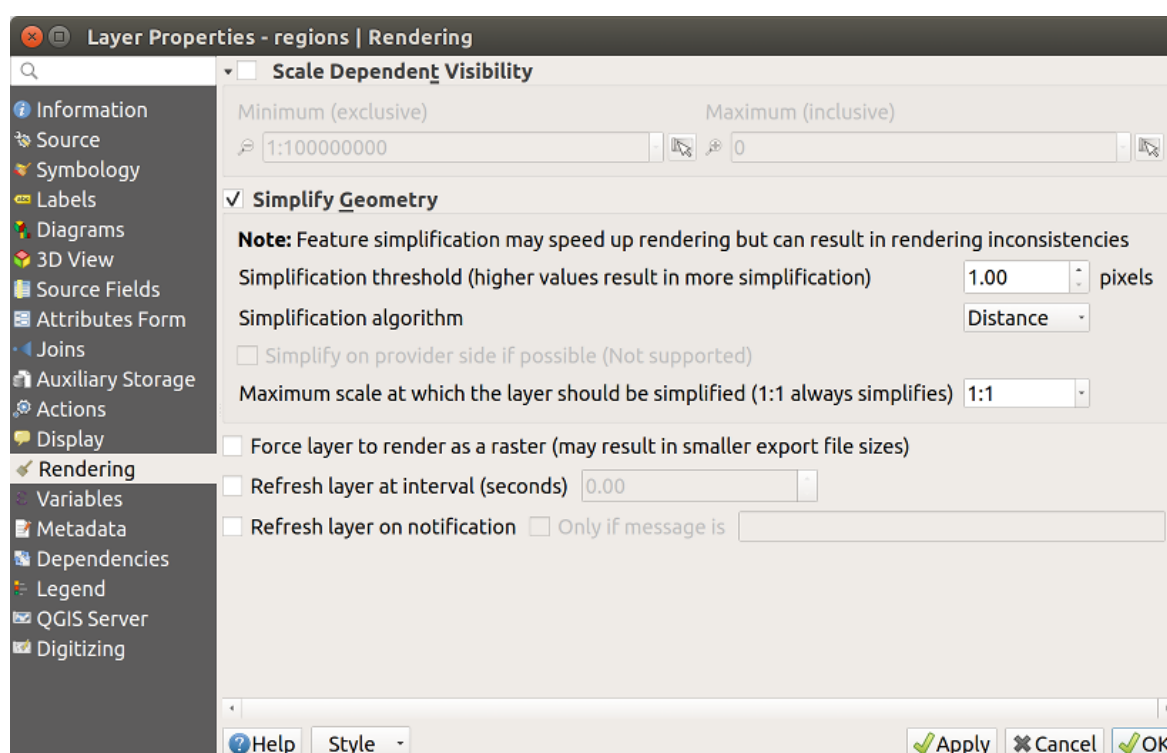 Layer Properties - regions | Rendering
Information
Source
Symbology
Labels
Diagrams
3D View
Source Fields
Attributes Form
Joins
Auxiliary Storage
Actions
Display
Rendering
Variables
Metadata
Dependencies
Legend
QGIS Server
Digitizing
Scale Dependent Visibility
Minimum (exclusive) Maximum (inclusive)
1:100000000 0
Simplify Geometry
Note: Feature simplification may speed up rendering but can result in rendering inconsistencies
Simplification threshold (higher values result in more simplification) 1.00 pixels
Simplification algorithm Distance
Simplify on provider side if possible (Not supported)
Maximum scale at which the layer should be simplified (1:1 always simplifies) 1:1
Force layer to render as a raster (may result in smaller export file sizes)
Refresh layer at interval (seconds) 0.00
Refresh layer on notification Only if message is
Help Style Apply Cancel OK